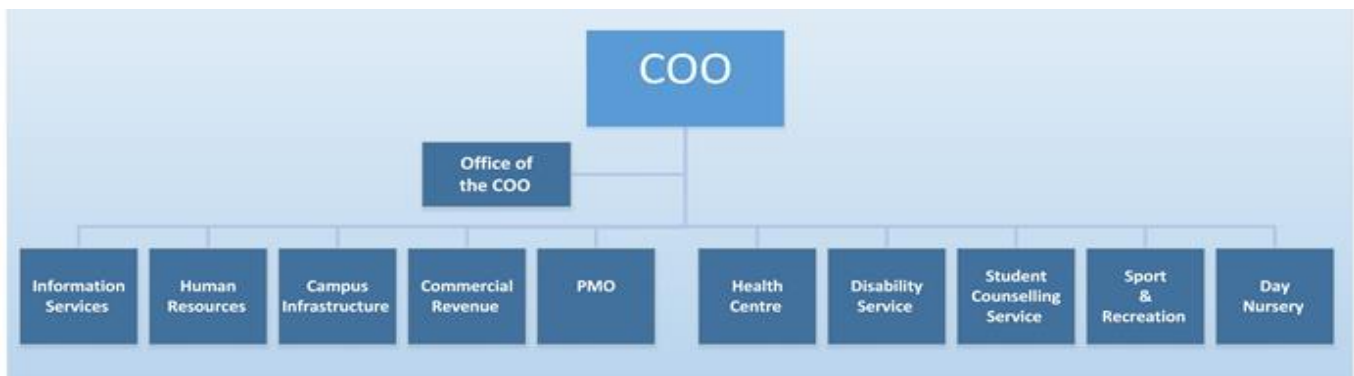 COO
Office of
the COO
Information
Services
Human
Resources
Campus
Infrastructure
Commercial
Revenue
PMO
Health
Centre
Disability
Service
Student
Counselling
Service
Sport
&
Recreation
Day
Nursery